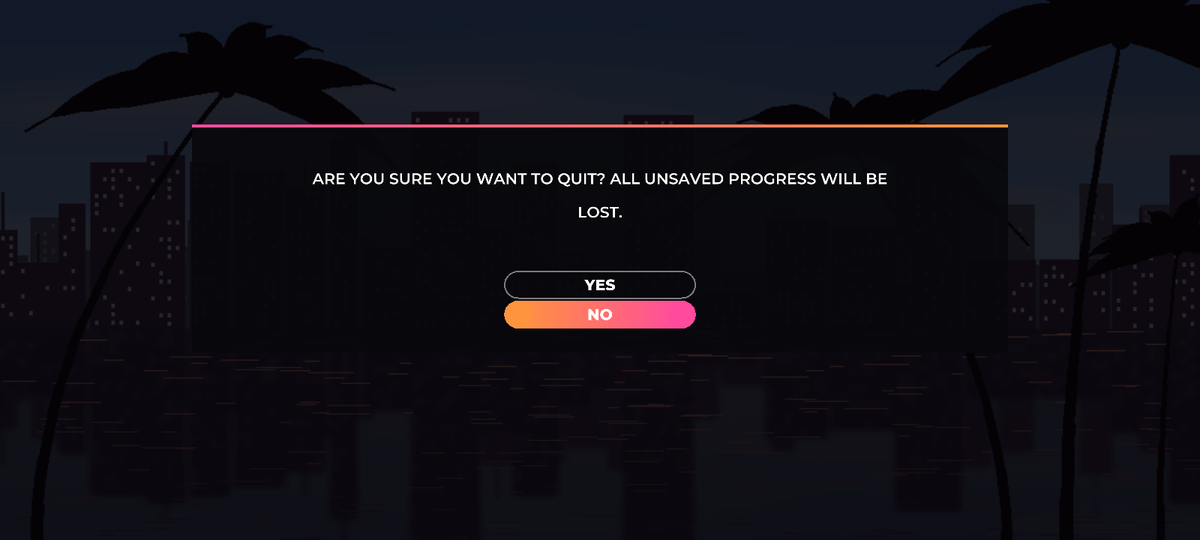 ARE YOU SURE YOU WANT TO QUIT? ALL UNSAVED PROGRESS WILL BE
LOST.
YES
NO